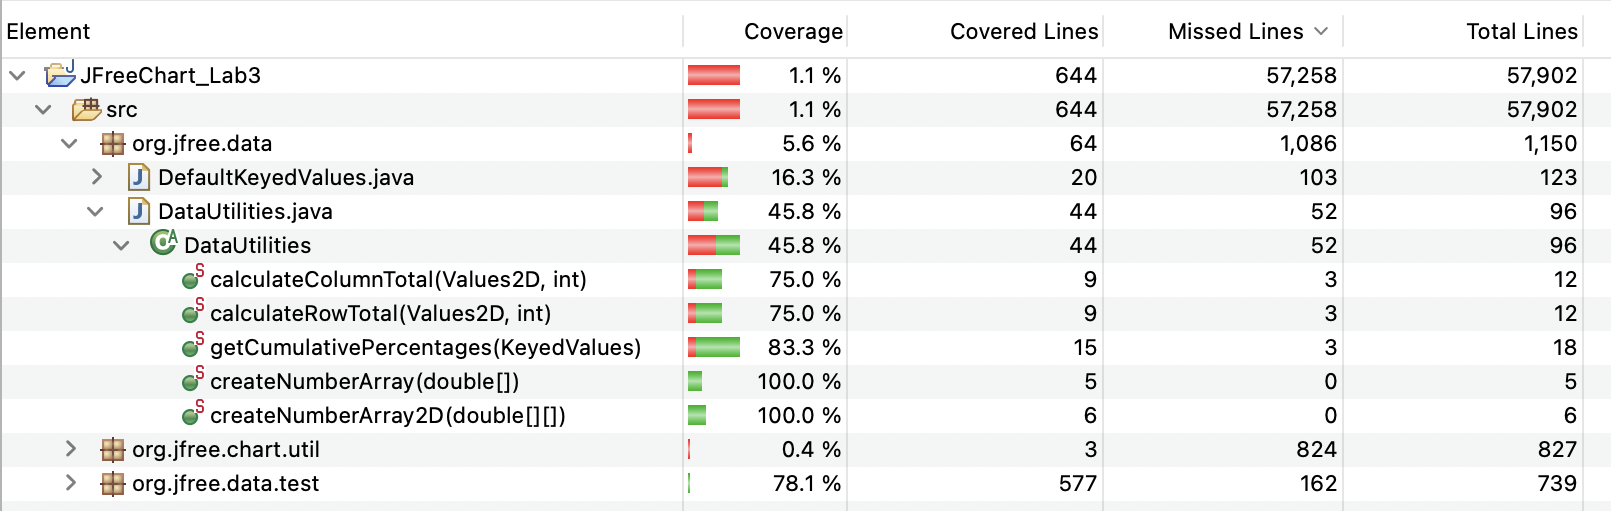 Element Coverage Covered Lines Missed Lines Total Lines
JFreeChart_Lab3 1.1 % 644 57,258 57,902
src 1.1 % 644 57,258 57,902
org.jfree.data 5.6 % 64 1,086 1,150
DefaultKeyedValues.java 16.3 % 20 103 123
DataUtilities.java 45.8 % 44 52 96
DataUtilities 45.8 % 44 52 96
calculateColumnTotal(Values2D, int) 75.0 % 9 3 12
calculateRowTotal(Values2D, int) 75.0 % 9 3 12
getCumulativePercentages(KeyedValues) 83.3 % 15 3 18
createNumberArray(double[]) 100.0 % 5 0 5
createNumberArray2D(double[][]) 100.0 % 6 0 6
org.jfree.chart.util 0.4 % 3 824 827
org.jfree.data.test 78.1 % 577 162 739